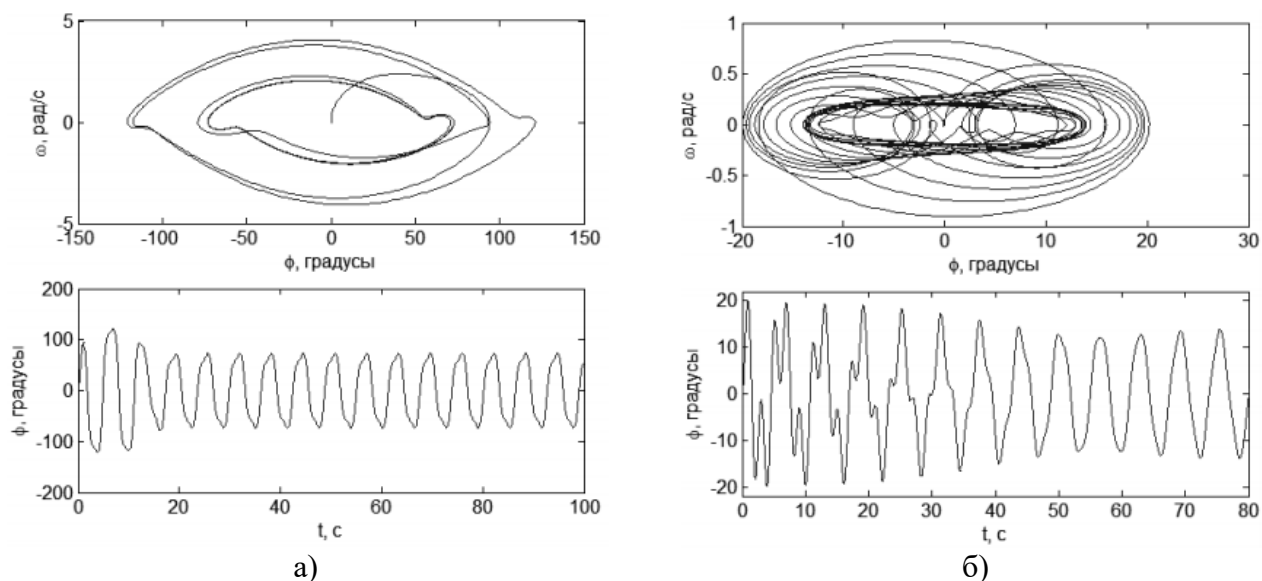 5
0
-5
ω, рад/с
-150 -100 -50 0 50 100 150
ϕ, градусы
200
100
0
-100
-200
ϕ, градусы
0 20 40 60 80 100
t, с
а)
1
0.5
0
-0.5
-1
ω, рад/с
-20 -10 0 10 20 30
ϕ, градусы
20
10
0
-10
-20
ϕ, градусы
0 10 20 30 40 50 60 70 80
t, с
б)